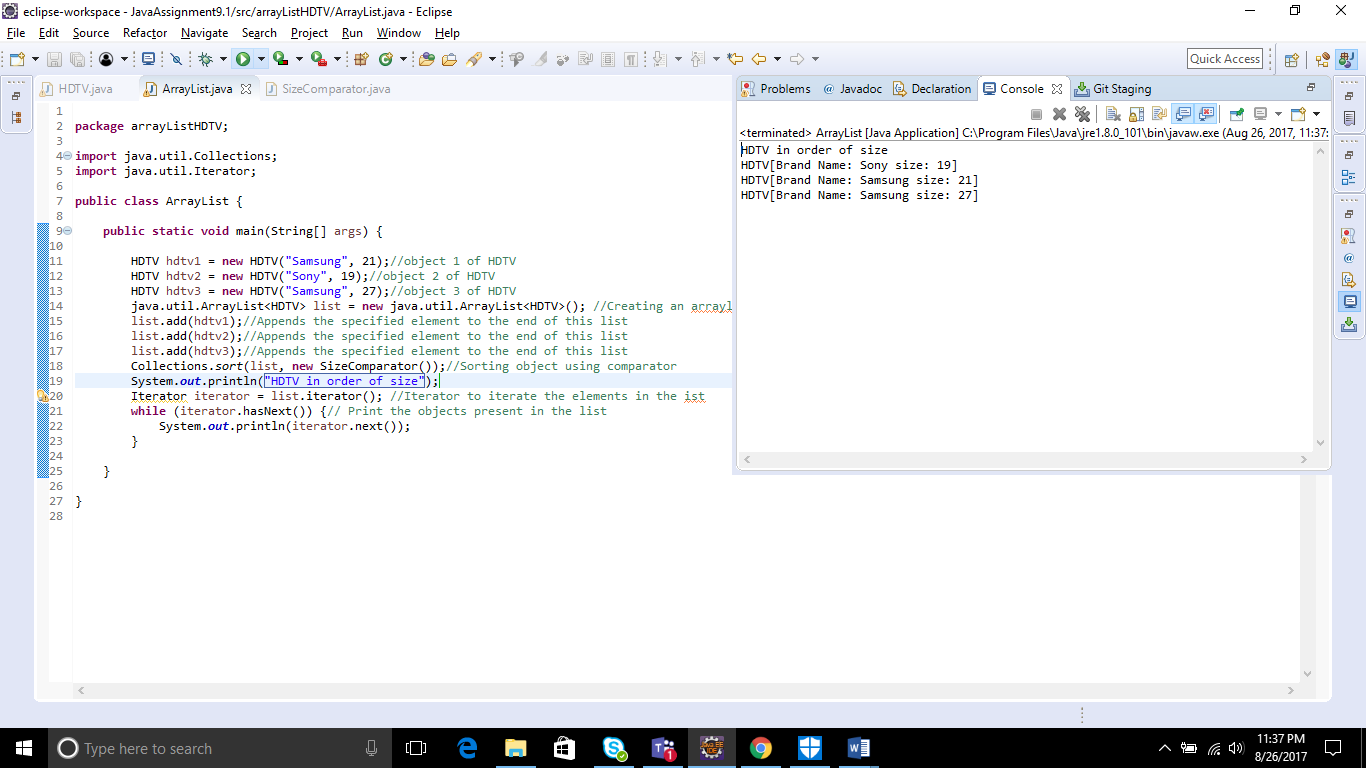 eclipse-workspace - JavaAssignment9.1/src/arrayListHDTV/ArrayList.java - Eclipse
File Edit Source Refactor Navigate Search Project Run Window Help
Quick Access
HDTV.java ArrayList.java SizeComparator.java
1
2 package arrayListHDTV;
3
4 import java.util.Collections;
5 import java.util.Iterator;
6
7 public class ArrayList {
8
9 public static void main(String[] args) {
10
11 HDTV hdtv1 = new HDTV("Samsung", 21);//object 1 of HDTV
12 HDTV hdtv2 = new HDTV("Sony", 19);//object 2 of HDTV
13 HDTV hdtv3 = new HDTV("Samsung", 27);//object 3 of HDTV
14 java.util.ArrayList<HDTV> list = new java.util.ArrayList<HDTV>(); //Creating an arrayl
15 list.add(hdtv1);//Appends the specified element to the end of this list
16 list.add(hdtv2);//Appends the specified element to the end of this list
17 list.add(hdtv3);//Appends the specified element to the end of this list
18 Collections.sort(list, new SizeComparator());//Sorting object using comparator
19 System.out.println("HDTV in order of size");
20 Iterator iterator = list.iterator(); //Iterator to iterate the elements in the ist
21 while (iterator.hasNext()) {// Print the objects present in the list
22 System.out.println(iterator.next());
23 }
24
25 }
26
27 }
28
Problems @ Javadoc Declaration Console Git Staging
<terminated> ArrayList [Java Application] C:\Program Files\Java\jre1.8.0_101\bin\javaw.exe (Aug 26, 2017, 11:37:
HDTV in order of size
HDTV[Brand Name: Sony size: 19]
HDTV[Brand Name: Samsung size: 21]
HDTV[Brand Name: Samsung size: 27]
Type here to search
11:37 PM
8/26/2017